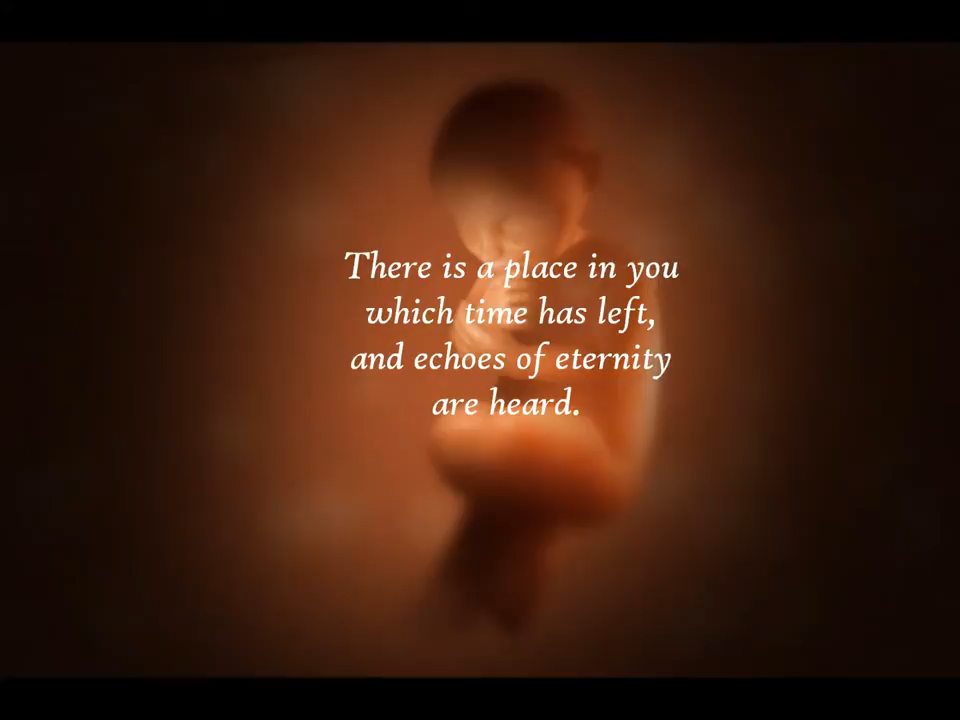 There is a place in you
which time has left,
and echoes of eternity
are heard.